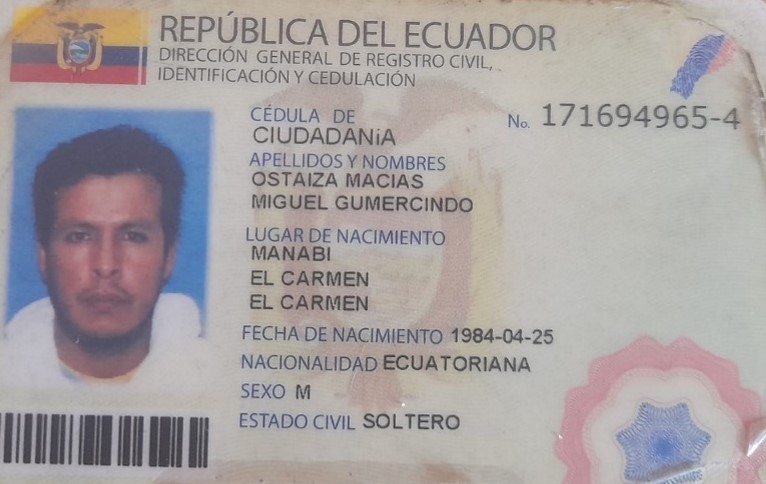 REPÚBLICA DEL ECUADOR
DIRECCIÓN GENERAL DE REGISTRO CIVIL,
IDENTIFICACIÓN Y CEDULACIÓN
CÉDULA DE
CIUDADANiA
No. 171694965-4
APELLIDOS Y NOMBRES
OSTAIZA MACIAS
MIGUEL GUMERCINDO
LUGAR DE NACIMIENTO
MANABI
EL CARMEN
EL CARMEN
FECHA DE NACIMIENTO 1984-04-25
NACIONALIDAD ECUATORIANA
SEXO M
ESTADO CIVIL SOLTERO